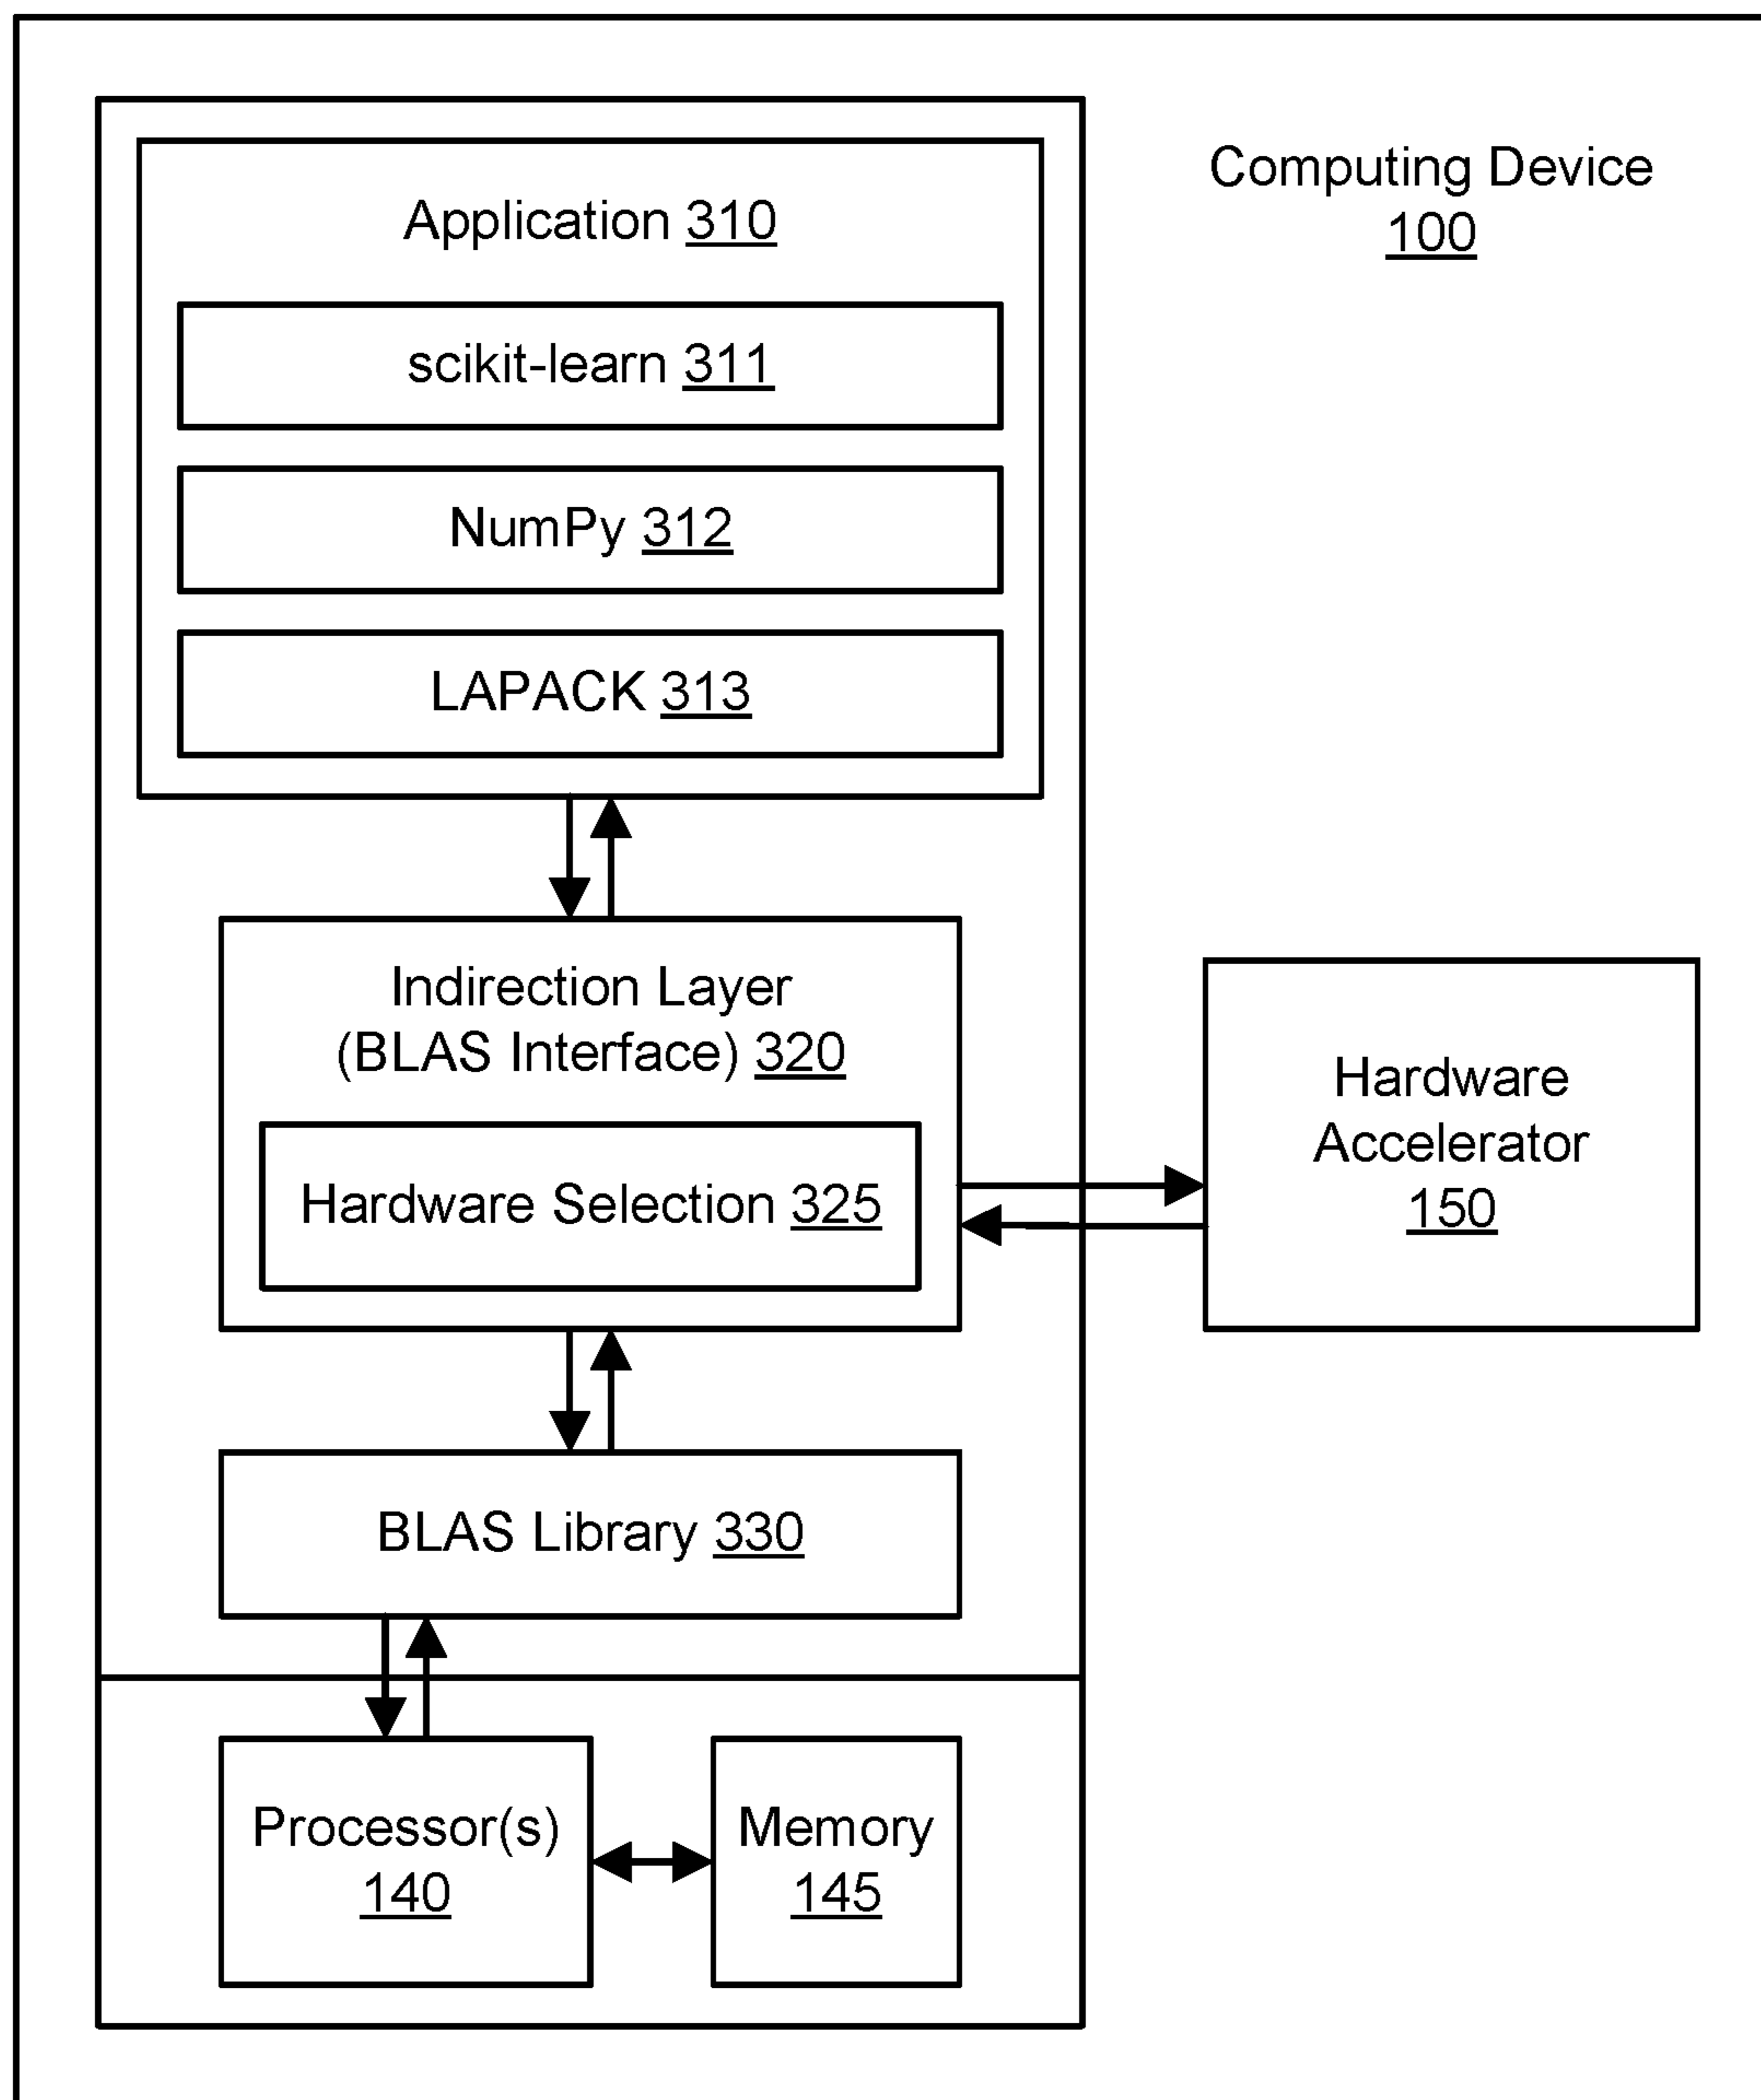 Computing Device
100
Application 310
scikit-learn 311
NumPy 312
LAPACK 313
Indirection Layer
(BLAS Interface) 320
Hardware Selection 325
Hardware
Accelerator
150
BLAS Library 330
Processor(s)
140
Memory
145